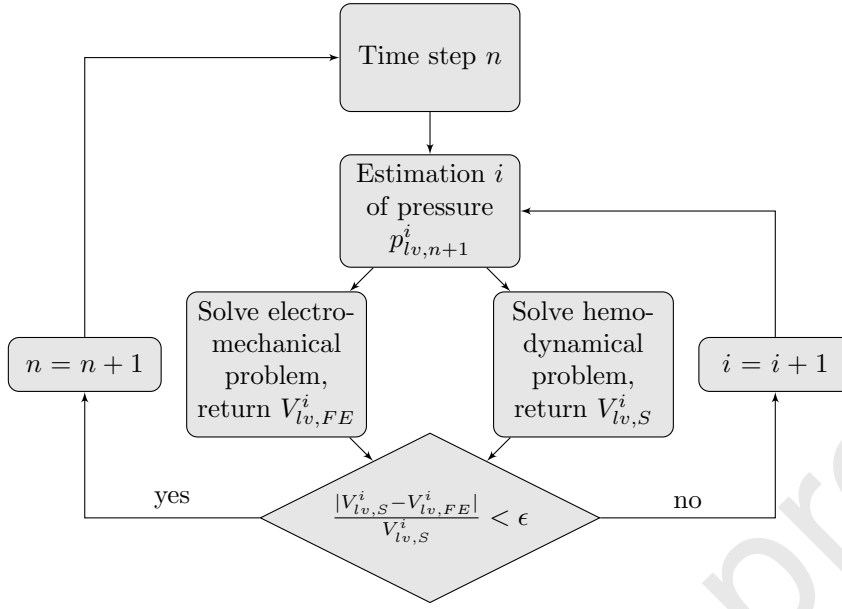 Time step n
Estimation i
of pressure
p^i_{lv,n+1}
Solve electro-
mechanical
problem,
return V^i_{lv,FE}
Solve hemo-
dynamical
problem,
return V^i_{lv,S}
n = n + 1
i = i + 1
yes
|V^i_{lv,S} − V^i_{lv,FE}| / V^i_{lv,S} < ϵ
no
pre